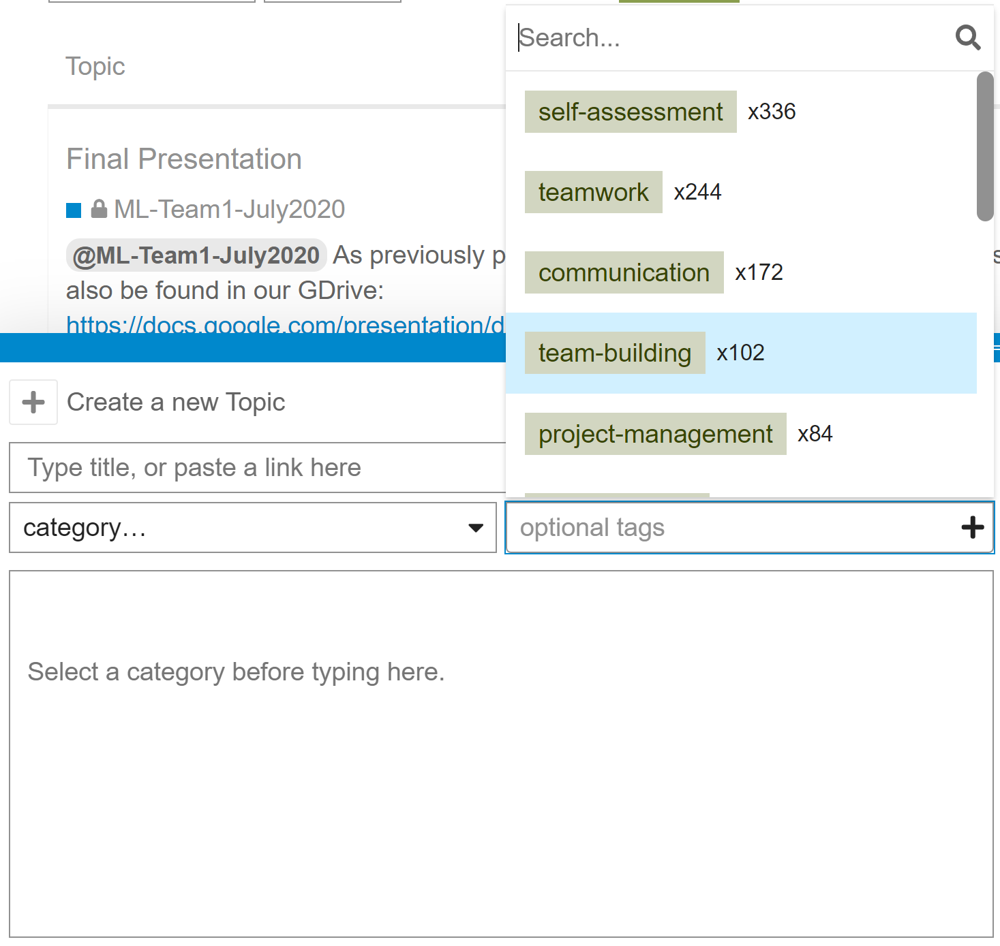 Search...
Topic
self-assessment x336
Final Presentation
teamwork x244
ML-Team1-July2020
@ML-Team1-July2020 As previously p
communication x172
also be found in our GDrive:
https://docs.google.com/presentation/d
team-building x102
Create a new Topic
project-management x84
Type title, or paste a link here
category...
optional tags
Select a category before typing here.